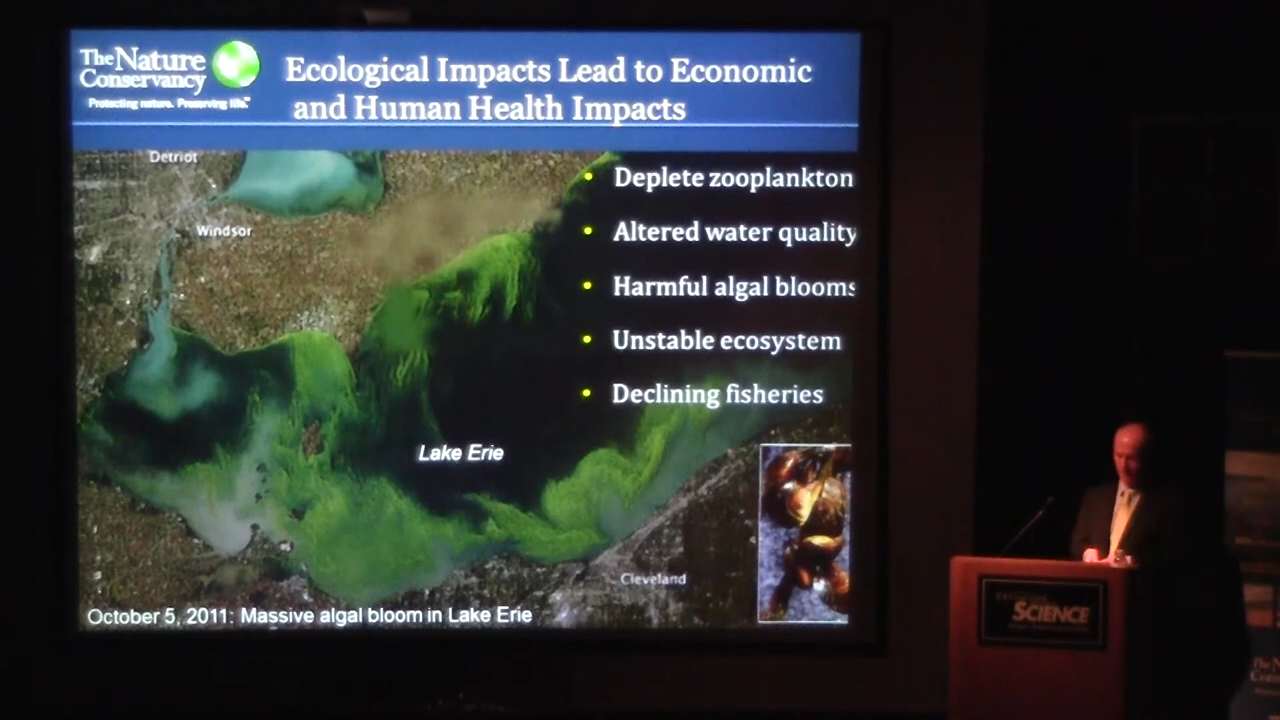 The Nature
Conservancy
Protecting nature. Preserving life.™
Ecological Impacts Lead to Economic
and Human Health Impacts
Detriot
Windsor
• Deplete zooplankton
• Altered water quality
• Harmful algal blooms
• Unstable ecosystem
• Declining fisheries
Lake Erie
Cleveland
October 5, 2011: Massive algal bloom in Lake Erie
SCIENCE